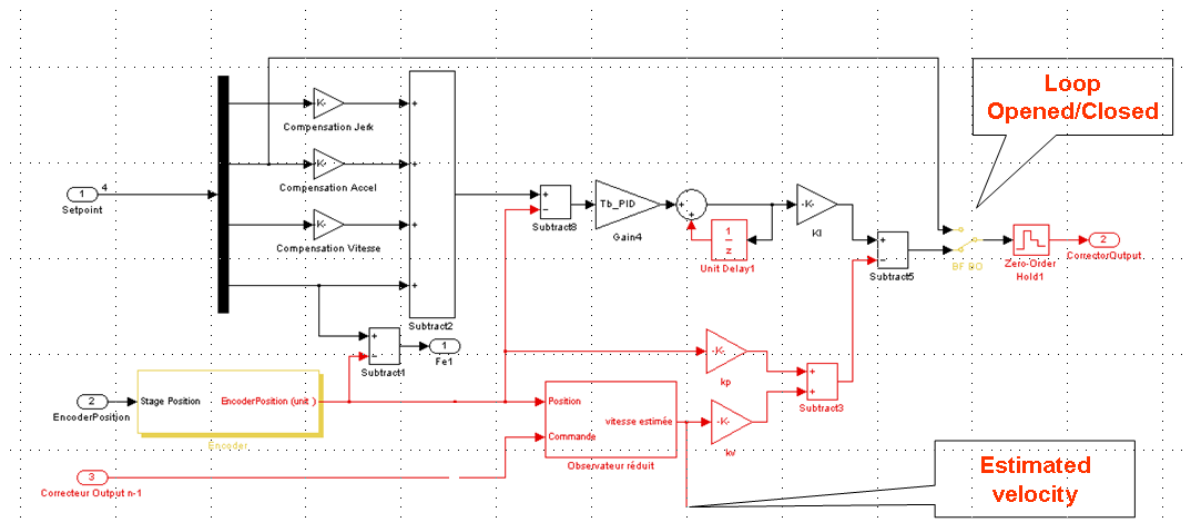 Loop
Opened/Closed
-K-
Compensation Jerk
+
-K-
Compensation Accel
+
1
4
Setpoint
-K-
Compensation Vitesse
+
+
Subtract2
+
−
Subtract8
Tb_PID
Gain4
+
+
1
z
Unit Delay1
-K-
KI
+
−
Subtract5
BF BO
Zero-Order
Hold1
2
CorrectorOutput
+
−
Subtract4
1
Fe1
-K-
kp
+
+
Subtract3
2
EncoderPosition
Stage Position
EncoderPosition (unit )
Encoder
Position
vitesse estimée
Commande
Observateur réduit
-K-
kv
3
Correcteur Output n-1
Estimated
velocity